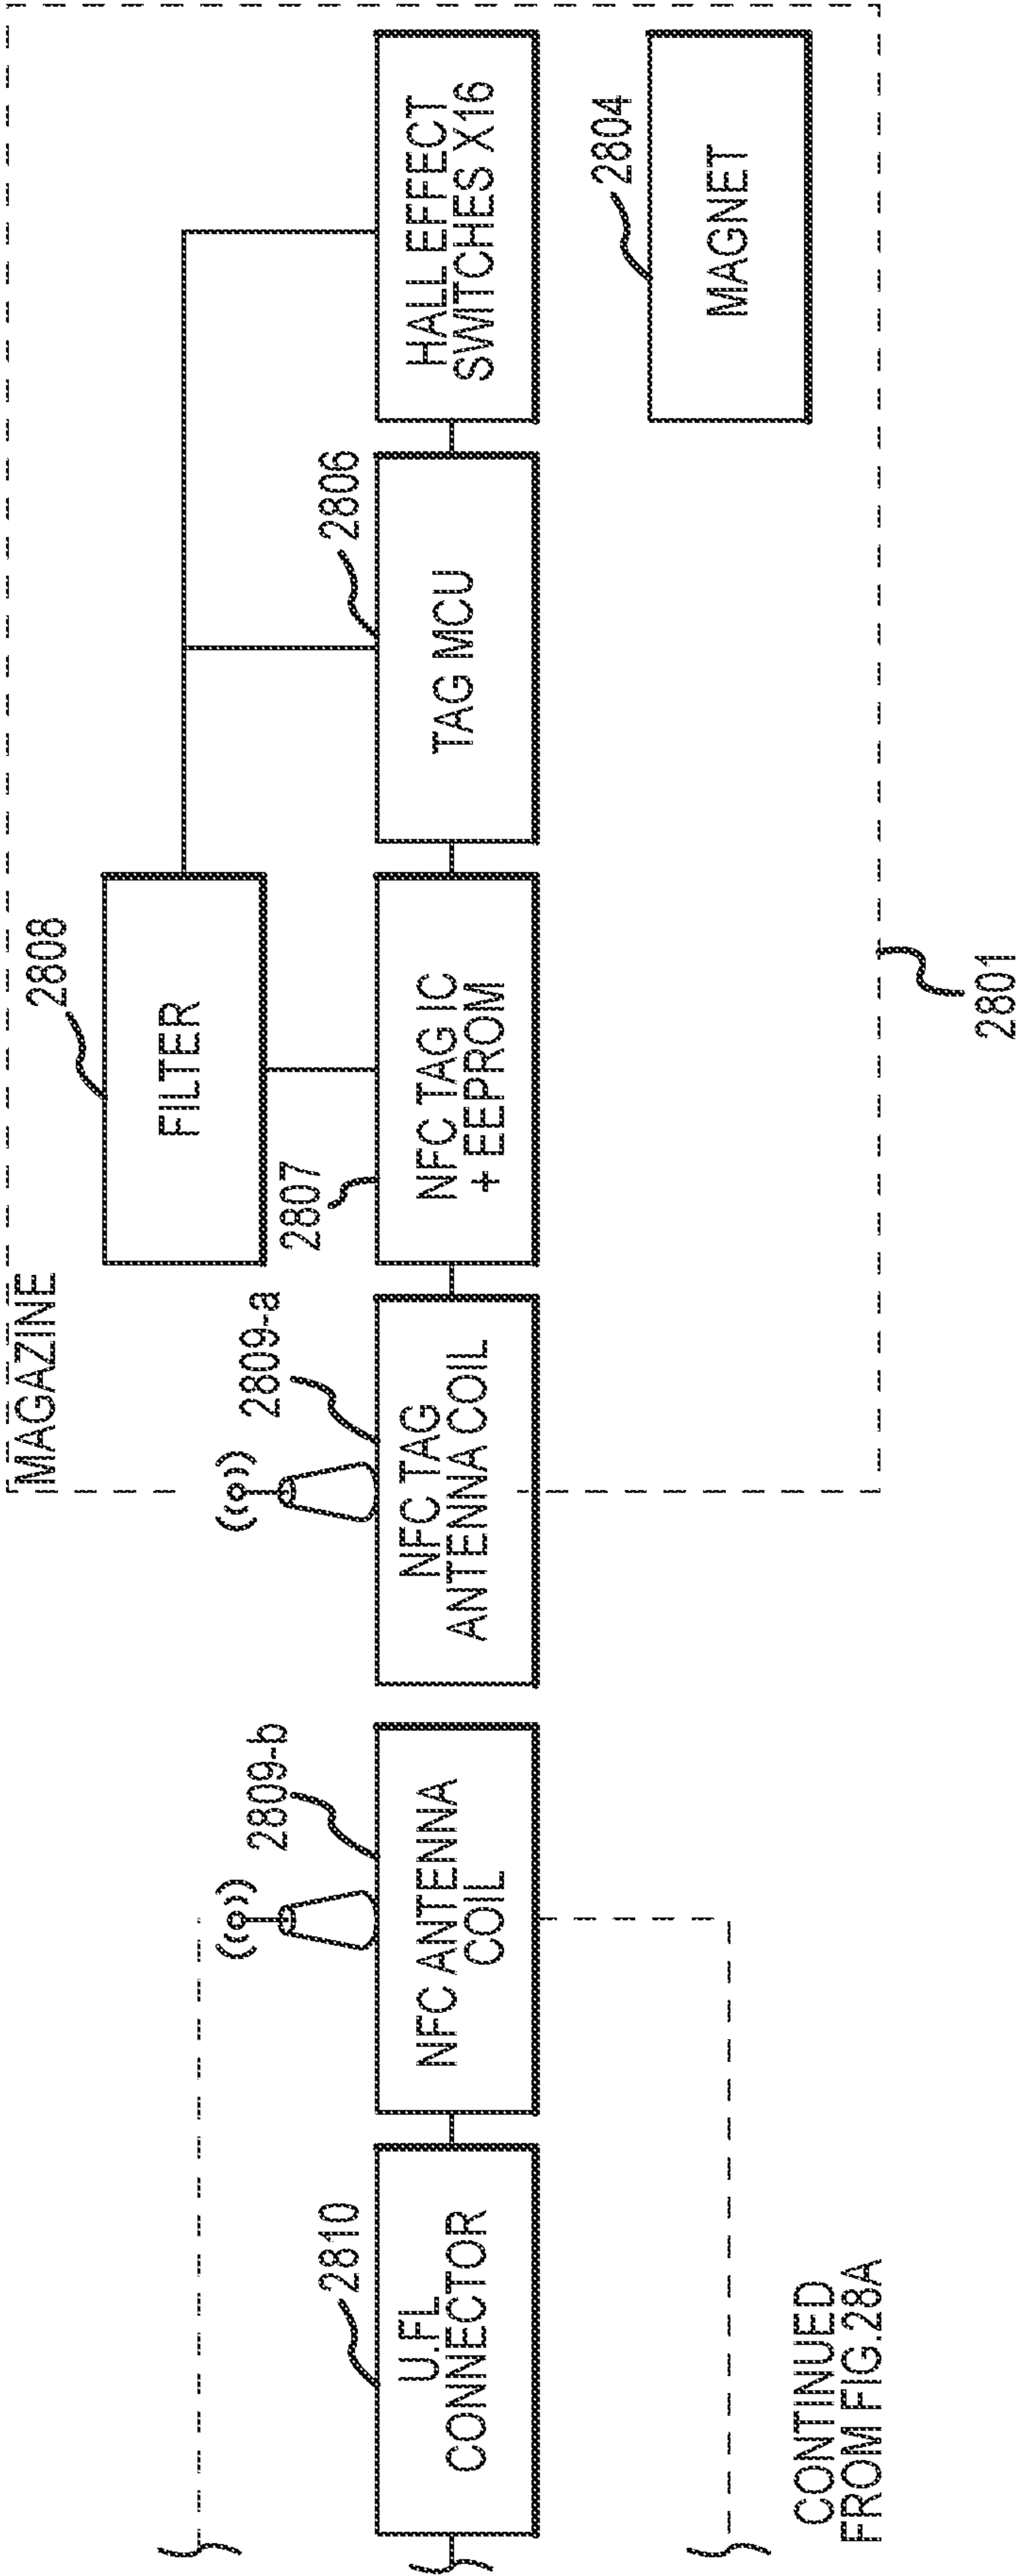 MAGAZINE
2808
FILTER
2804
MAGNET
2806
TAG MCU
HALL EFFECT
SWITCHES X16
2807
NFC TAG IC
+ EEPROM
2809-a
NFC TAG
ANTENNA COIL
2809-b
NFC ANTENNA
COIL
2810
U.FL
CONNECTOR
2801
CONTINUED
FROM FIG.28A